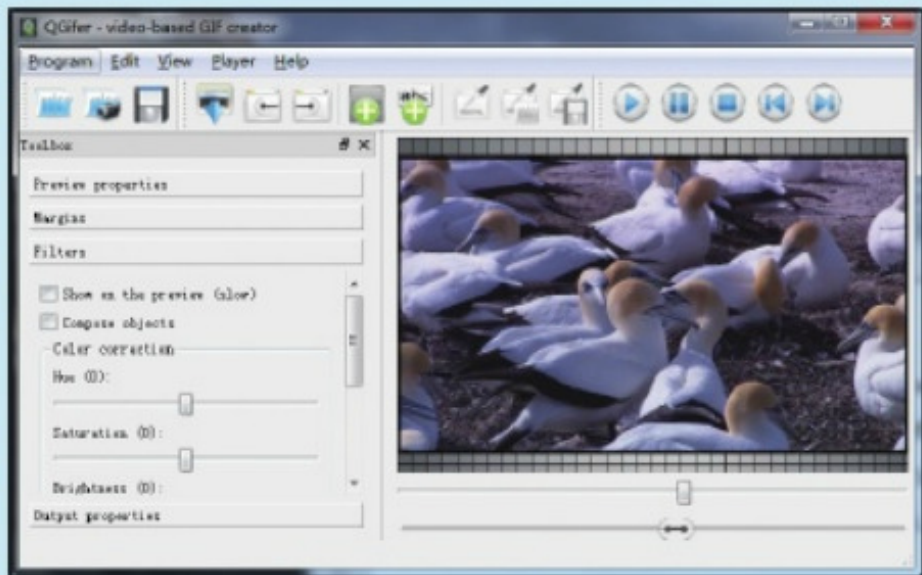 QGifer - video-based GIF creator
Program Edit View Player Help
abc
Toolbox
Preview properties
Margins
Filters
Show on the preview (slow)
Compose objects
Color correction
Hue (0):
Saturation (0):
Brightness (0):
Output properties